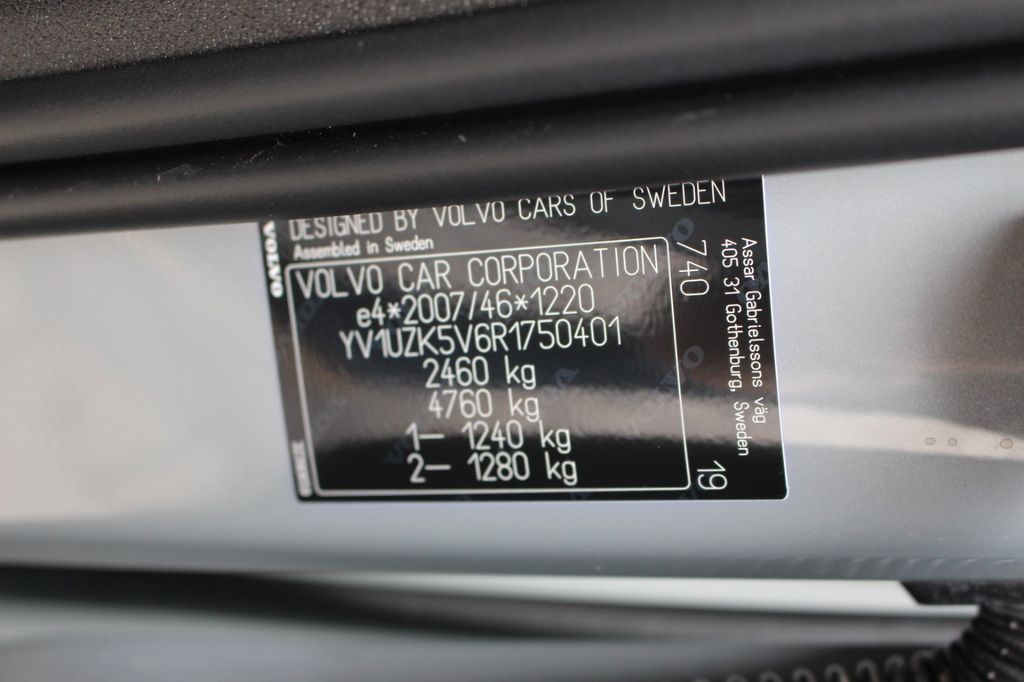 DESIGNED BY VOLVO CARS OF SWEDEN
Assembled in Sweden
VOLVO
VOLVO CAR CORPORATION
e4*2007/46*1220
YV1UZK5V6R1750401
2460 kg
4760 kg
1– 1240 kg
2– 1280 kg
740
19
Assar Gabrielssons väg
405 31 Gothenburg, Sweden